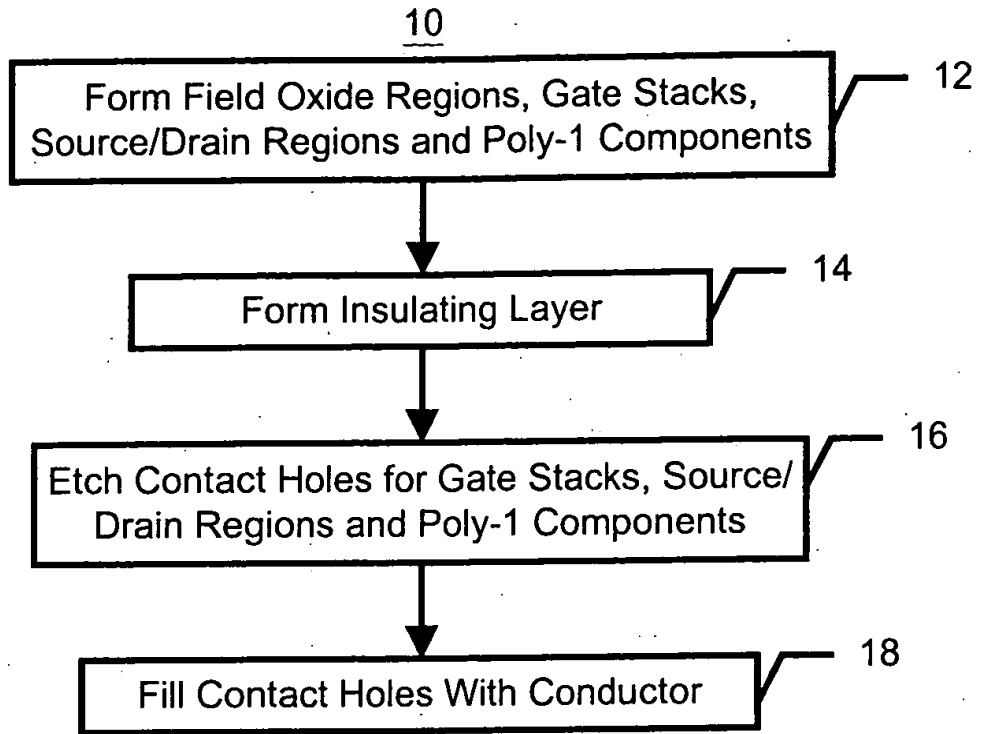 10
Form Field Oxide Regions, Gate Stacks,
Source/Drain Regions and Poly-1 Components
12
Form Insulating Layer
14
Etch Contact Holes for Gate Stacks, Source/
Drain Regions and Poly-1 Components
16
Fill Contact Holes With Conductor
18